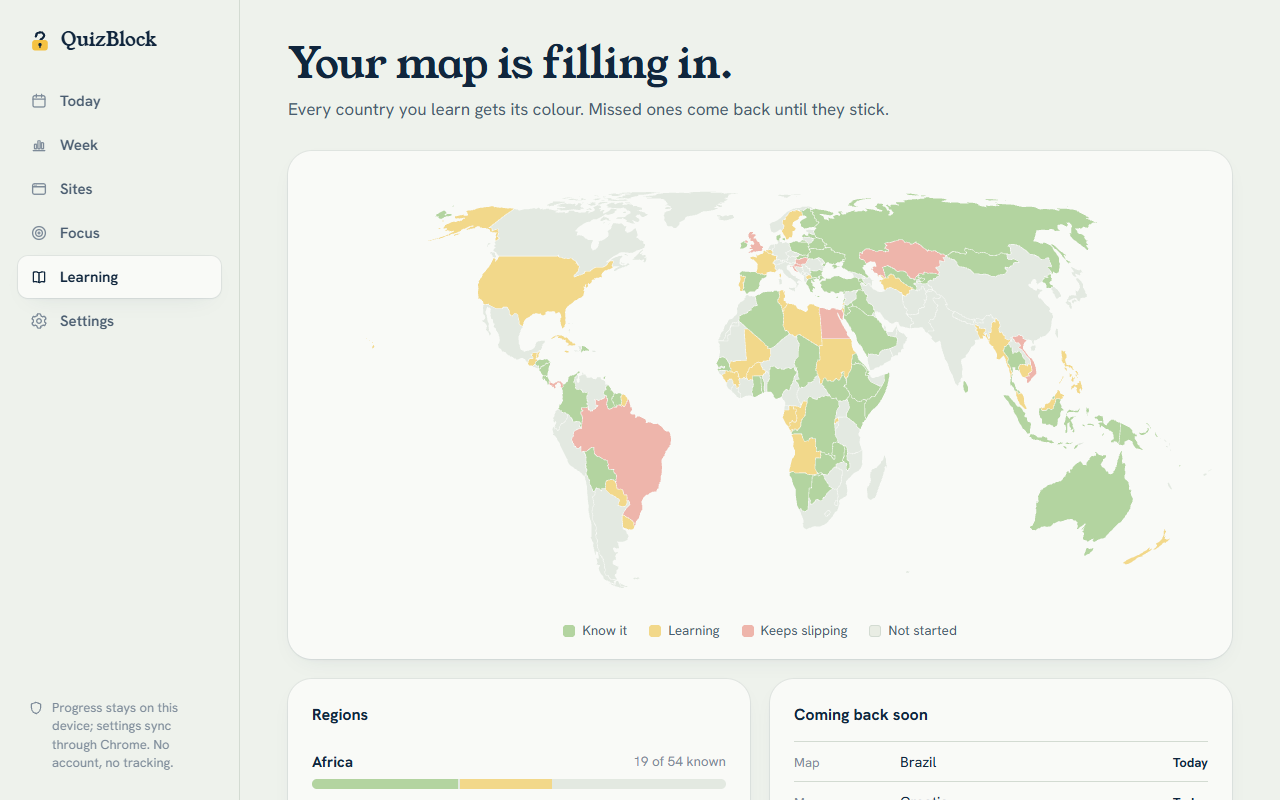 QuizBlock
Today
Week
Sites
Focus
Learning
Settings
Progress stays on this
device; settings sync
through Chrome. No
account, no tracking.
Your map is filling in.
Every country you learn gets its colour. Missed ones come back until they stick.
Know it
Learning
Keeps slipping
Not started
Regions
Africa
19 of 54 known
Coming back soon
Map
Brazil
Today